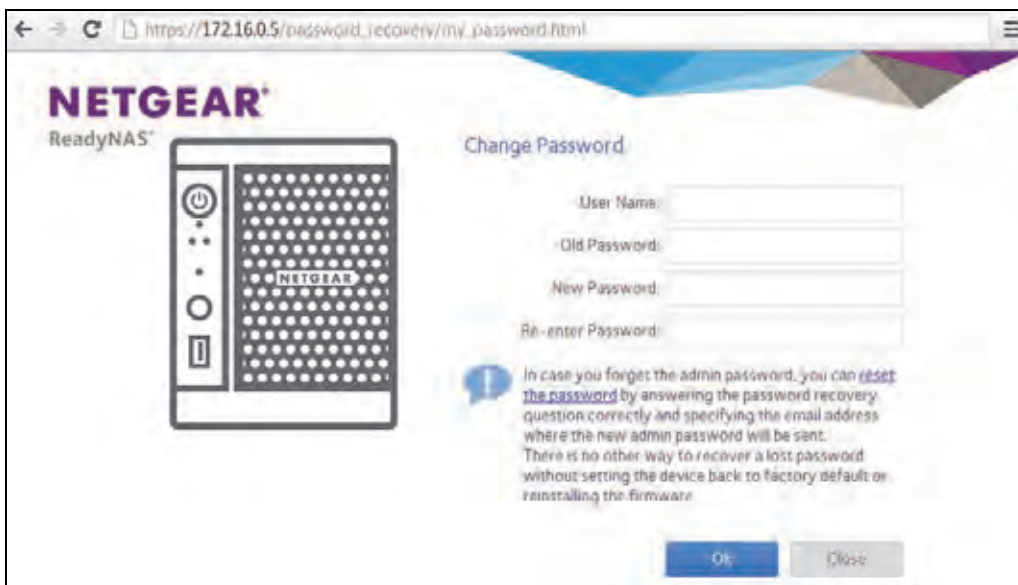 https://172.16.0.5/password_recovery/my_password.html
NETGEAR®
ReadyNAS®
NETGEAR
Change Password
User Name:
Old Password:
New Password:
Re-enter Password:
In case you forget the admin password, you can reset
the password by answering the password recovery
question correctly and specifying the email address
where the new admin password will be sent.
There is no other way to recover a lost password
without setting the device back to factory default or
reinstalling the firmware
Ok
Close